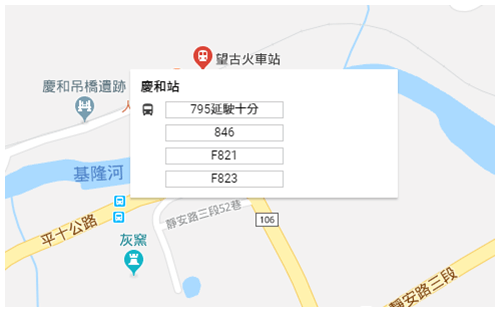 望古火車站
慶和站
慶和吊橋遺跡
795延駛十分
846
F821
F823
基隆河
靜安路三段52巷
平十公路
106
灰窯
靜安路三段